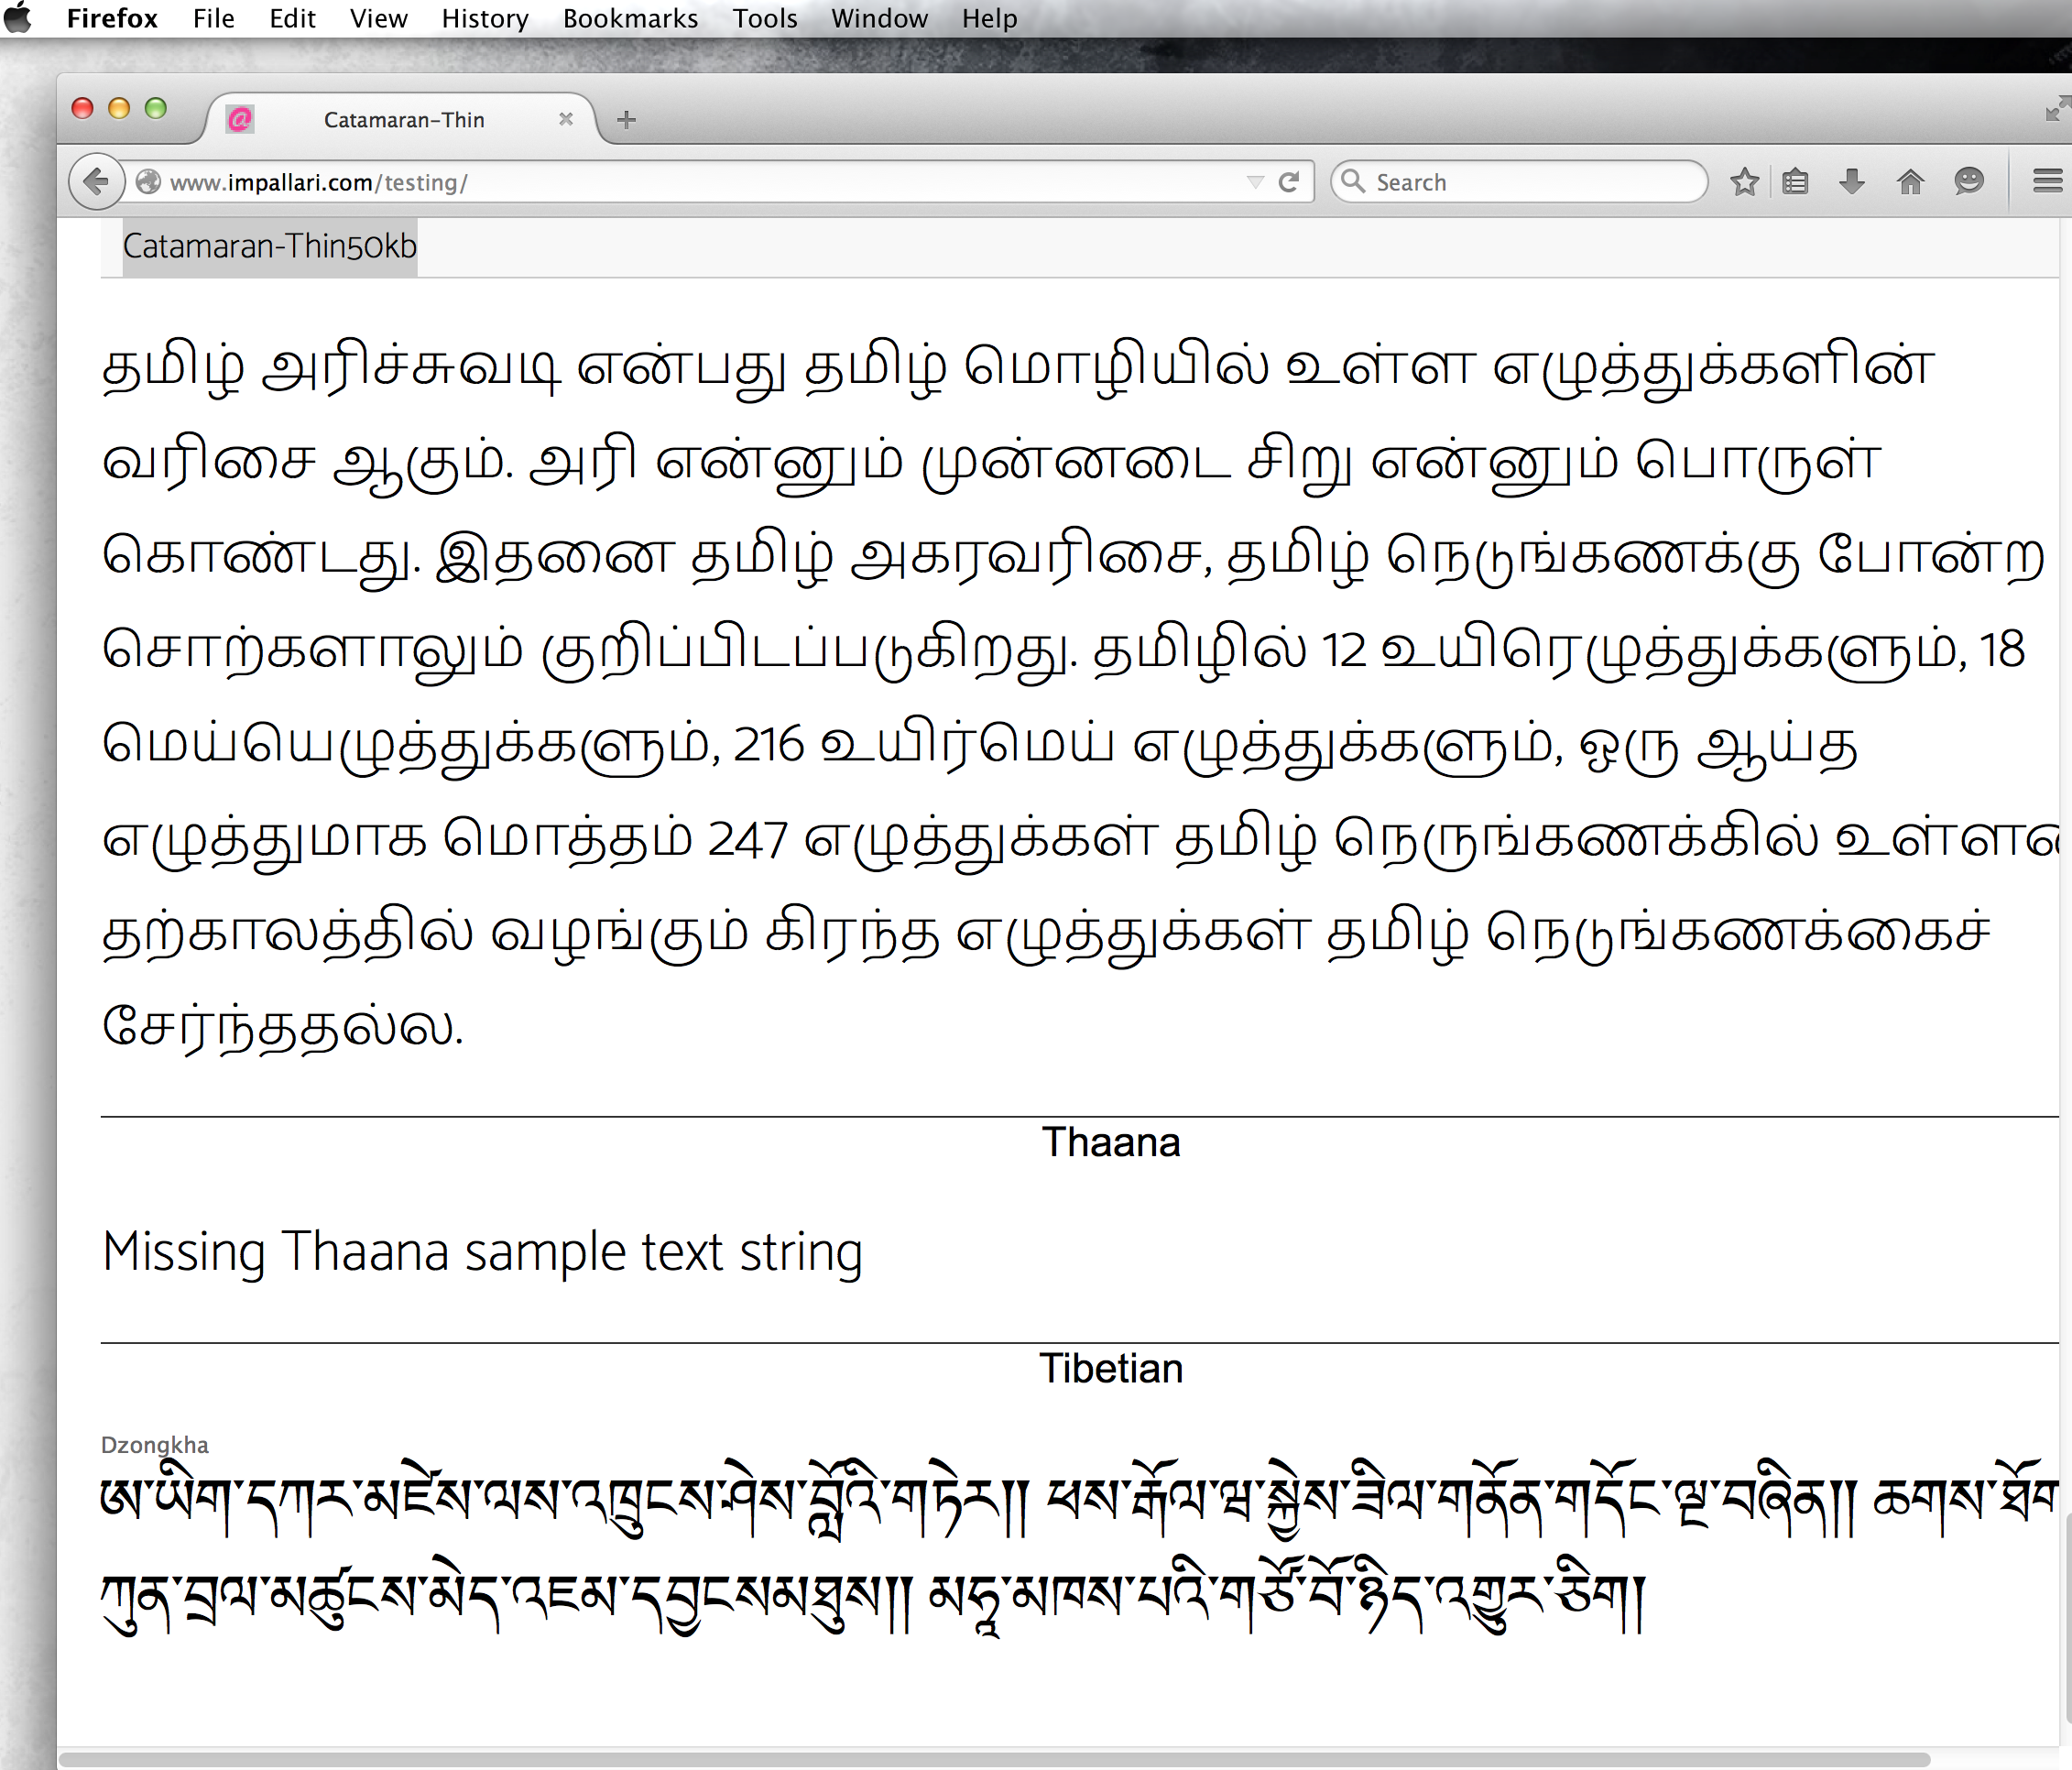 Firefox File Edit View History Bookmarks Tools Window Help
Catamaran-Thin
www.impallari.com/testing/ Search
Catamaran-Thin50kb
தமிழ் அரிச்சுவடி என்பது தமிழ் மொழியில் உள்ள எழுத்துக்களின்
வரிசை ஆகும். அரி என்னும் முன்னடை சிறு என்னும் பொருள்
கொண்டது. இதனை தமிழ் அகரவரிசை, தமிழ் நெடுங்கணக்கு போன்ற
சொற்களாலும் குறிப்பிடப்படுகிறது. தமிழில் 12 உயிரெழுத்துக்களும், 18
மெய்யெழுத்துக்களும், 216 உயிர்மெய் எழுத்துக்களும், ஒரு ஆய்த
எழுத்துமாக மொத்தம் 247 எழுத்துக்கள் தமிழ் நெருங்கணக்கில்
தற்காலத்தில் வழங்கும் கிரந்த எழுத்துக்கள் தமிழ் நெடுங்கணக்கைச்
சேர்ந்ததல்ல.
Thaana
Missing Thaana sample text string
Tibetian
Dzongkha
ཨ་ཡིག་དཀར་མཛེས་ལས་འཁྲུངས་ཤེས་བློའི་གཏེར།། ཕས་རྒོལ་ཝ་སྐྱེས་ཟིལ་གནོན་གདོང་ལྔ་བཞིན།། ཆགས་ཐོག
ཀུན་བྲལ་མཚུངས་མེད་འཇམ་དབྱངསམཐུས།། མཧཱ་མཁས་པའི་གཙོ་བོ་ཉིད་འགྱུར་ཅིག།